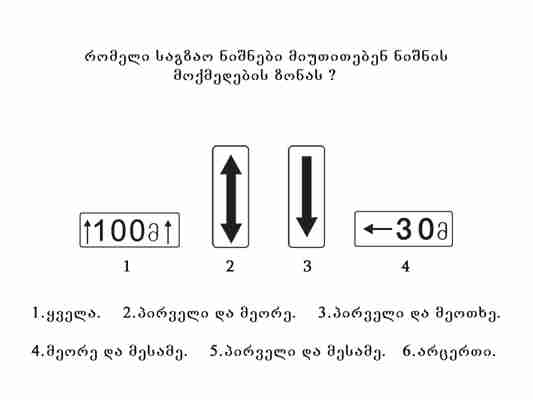 რომელი საგზაო ნიშნები მიუთითებენ ნიშნის
მოქმედების ზონას ?
100მ
30მ
1 2 3 4
1.ყველა. 2.პირველი და მეორე. 3.პირველი და მეოთხე.
4.მეორე და მესამე. 5.პირველი და მესამე. 6.არცერთი.